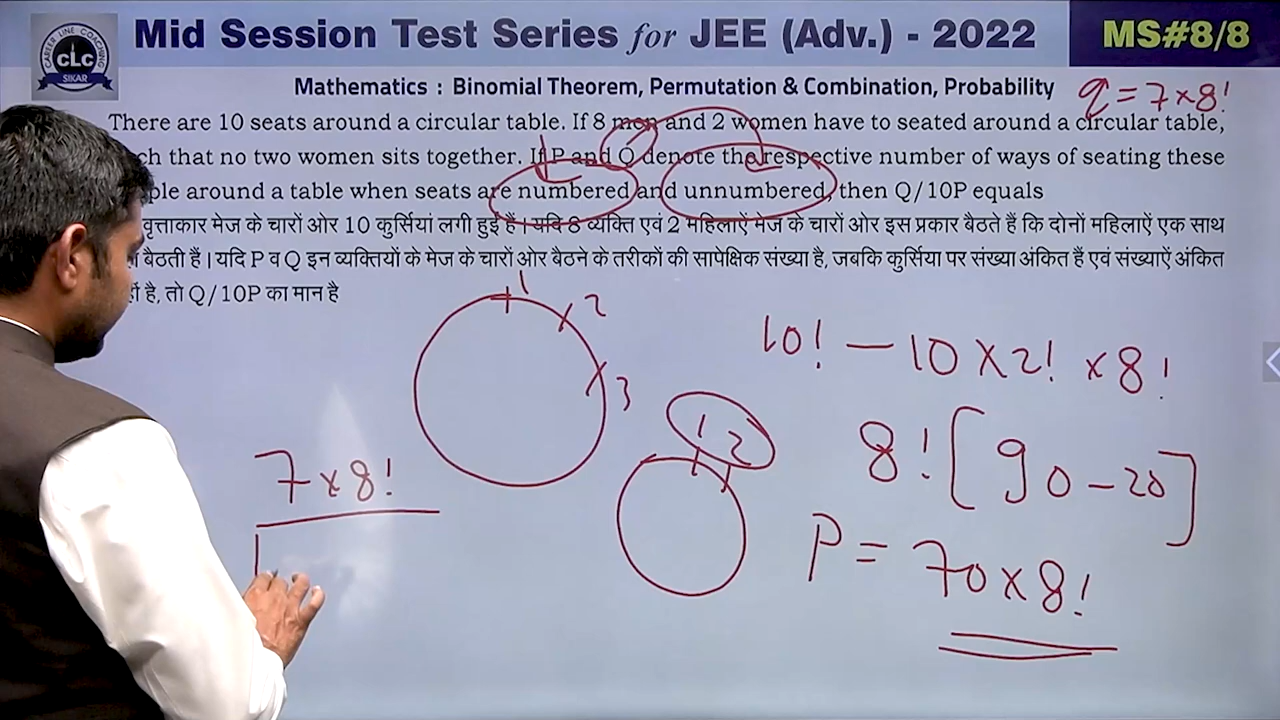 CAREER LINE COACHING
CLC
SIKAR
Mid Session Test Series for JEE (Adv.) - 2022
MS#8/8
Mathematics : Binomial Theorem, Permutation & Combination, Probability
q = 7 × 8!
There are 10 seats around a circular table. If 8 men and 2 women have to seated around a circular table,
ch that no two women sits together. If P and Q denote the respective number of ways of seating these
ple around a table when seats are numbered and unnumbered, then Q/10P equals
वृत्ताकार मेज के चारों ओर 10 कुर्सियां लगी हुई हैं। यदि 8 व्यक्ति एवं 2 महिलाऐं मेज के चारों ओर इस प्रकार बैठते हैं कि दोनों महिलाऐं एक साथ
बैठती हैं। यदि P व Q इन व्यक्तियों के मेज के चारों ओर बैठने के तरीकों की सापेक्षिक संख्या है, जबकि कुर्सिया पर संख्या अंकित हैं एवं संख्याऐं अंकित
है, तो Q/10P का मान है
1
2
3
10! - 10 × 2! × 8!
1 2
8! [90 - 20]
7 × 8!
P = 70 × 8!